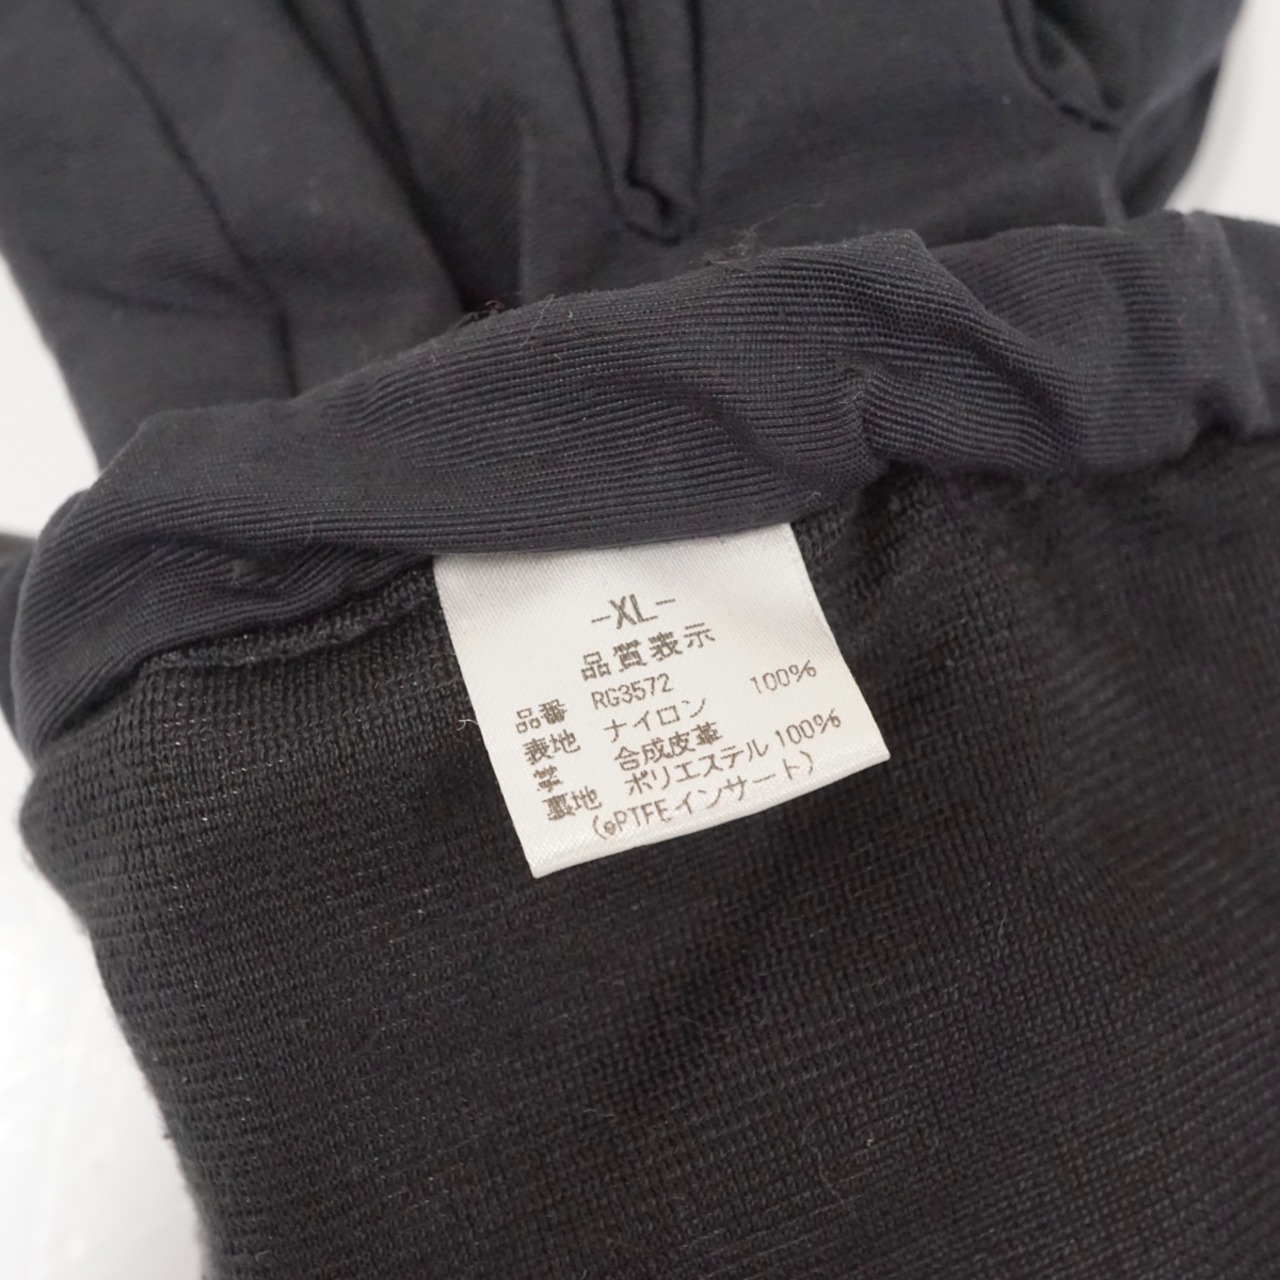 -XL-
品質表示
品番 RG3572
表地 ナイロン 100%
合成皮革
裏地 ポリエステル 100%
(ePTFEインサート)